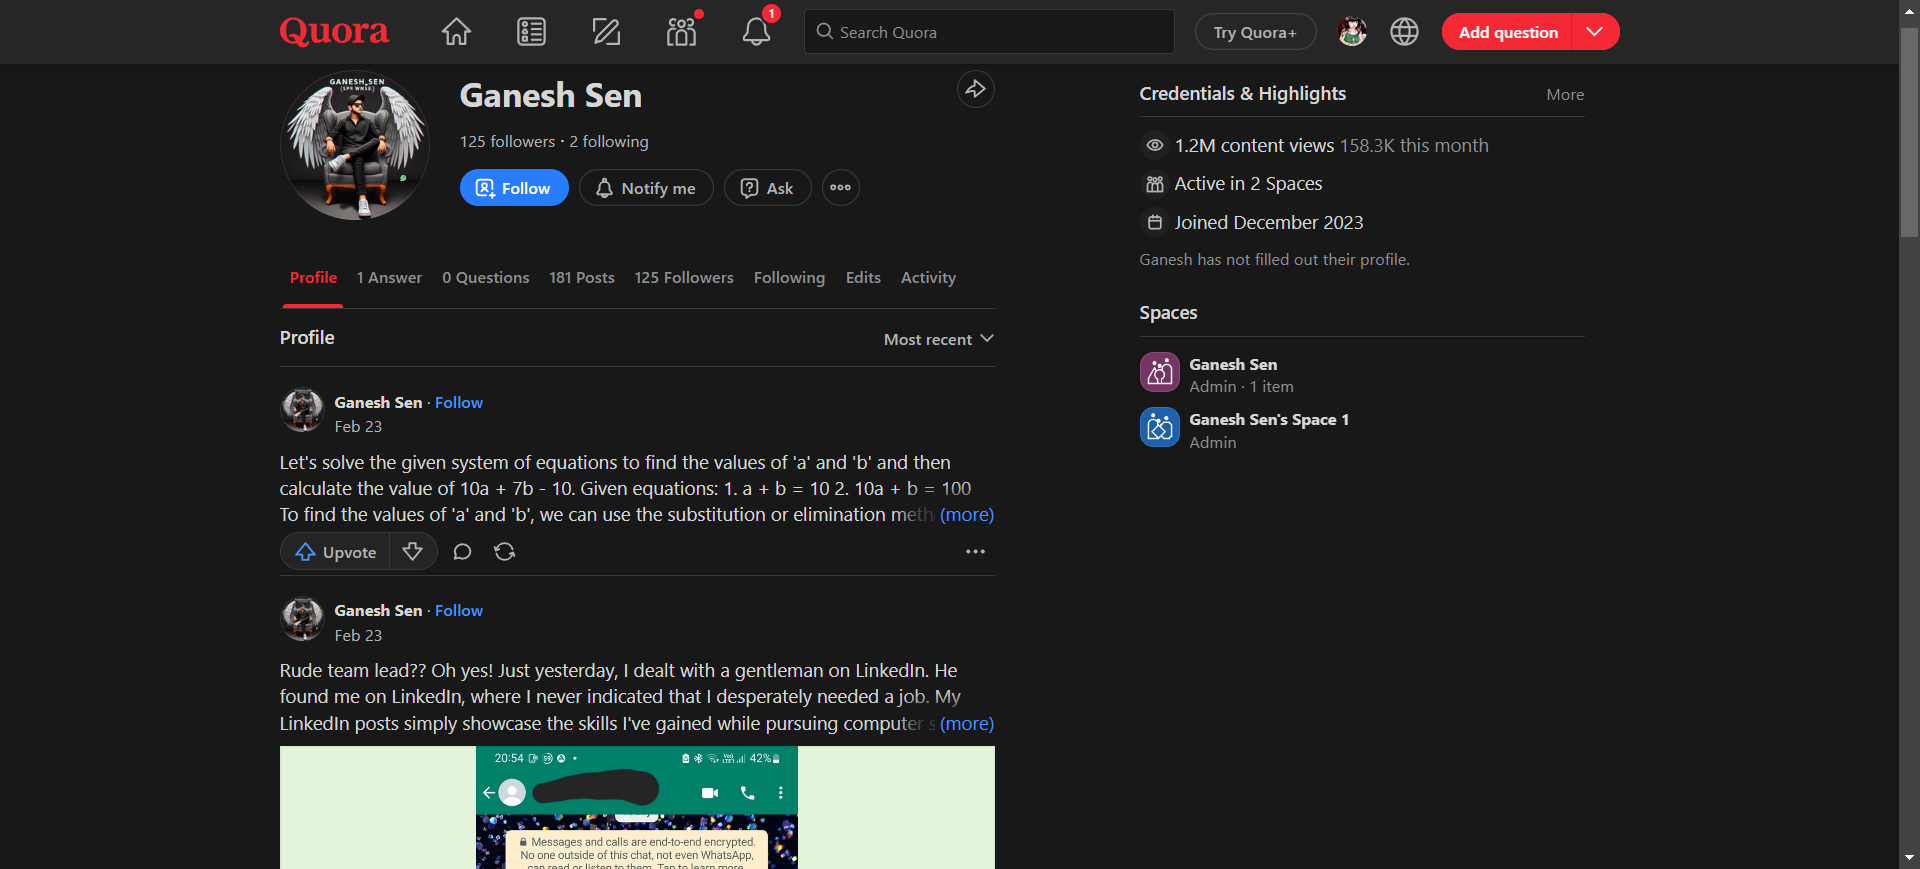 Quora
1
Search Quora
Try Quora+
Add question
GANESH SEN
Ganesh Sen
125 followers · 2 following
Follow
Notify me
Ask
Profile
1 Answer
0 Questions
181 Posts
125 Followers
Following
Edits
Activity
Profile
Most recent
Ganesh Sen · Follow
Feb 23
Let's solve the given system of equations to find the values of 'a' and 'b' and then
calculate the value of 10a + 7b - 10. Given equations: 1. a + b = 10 2. 10a + b = 100
To find the values of 'a' and 'b', we can use the substitution or elimination meth (more)
Upvote
Ganesh Sen · Follow
Feb 23
Rude team lead?? Oh yes! Just yesterday, I dealt with a gentleman on LinkedIn. He
found me on LinkedIn, where I never indicated that I desperately needed a job. My
LinkedIn posts simply showcase the skills I've gained while pursuing computer s (more)
20:54
42%
Messages and calls are end-to-end encrypted.
No one outside of this chat, not even WhatsApp,
can read or listen to them. Tap to learn more
Credentials & Highlights
More
1.2M content views 158.3K this month
Active in 2 Spaces
Joined December 2023
Ganesh has not filled out their profile.
Spaces
Ganesh Sen
Admin · 1 item
Ganesh Sen's Space 1
Admin